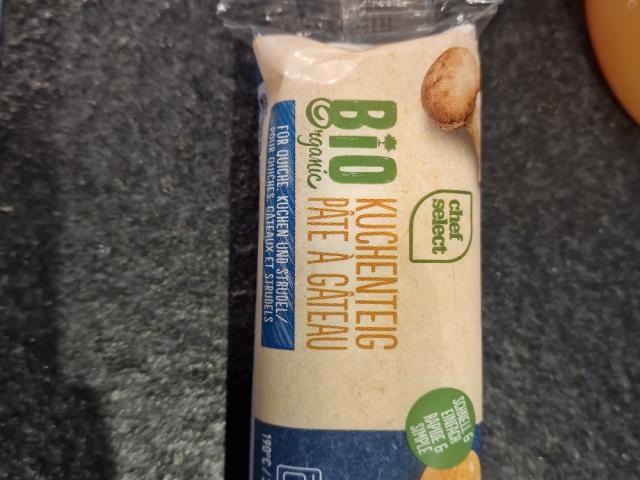 chef
select
BIO
Organic
KUCHENTEIG
PÂTE À GÂTEAU
FÜR QUICHE, KUCHEN UND STRUDEL/
POUR QUICHES, GÂTEAUX ET STRUDELS
SCHNELL &
EINFACH
RAPIDE &
SIMPLE
190°C /